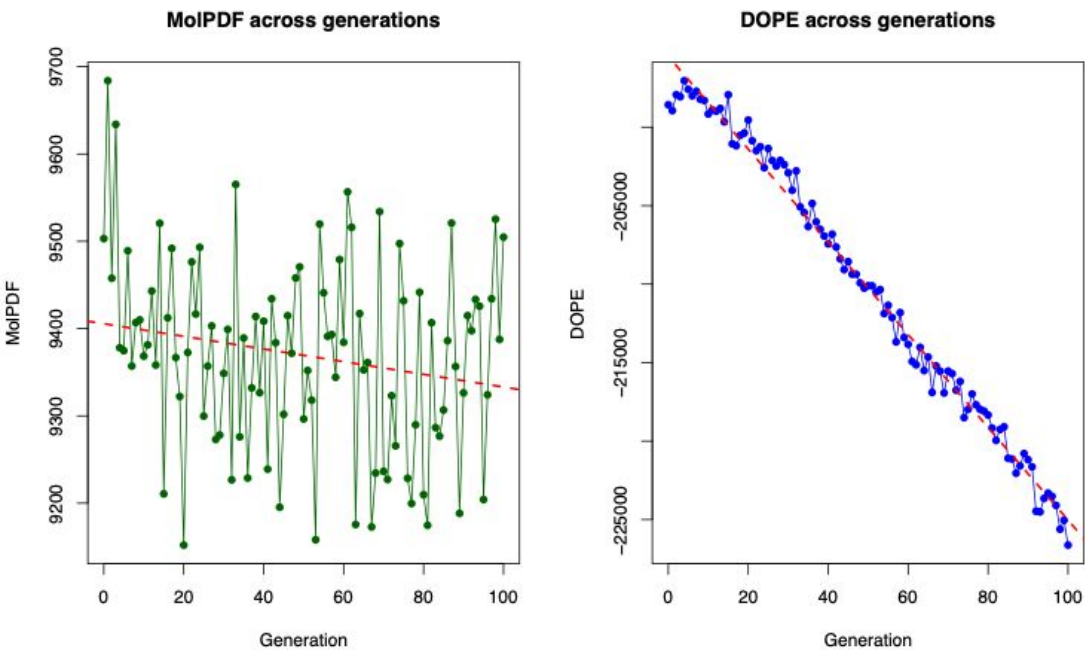 MolPDF across generations
MolPDF
9700
9600
9500
9400
9300
9200
0 20 40 60 80 100
Generation
DOPE across generations
DOPE
-205000
-215000
-225000
0 20 40 60 80 100
Generation